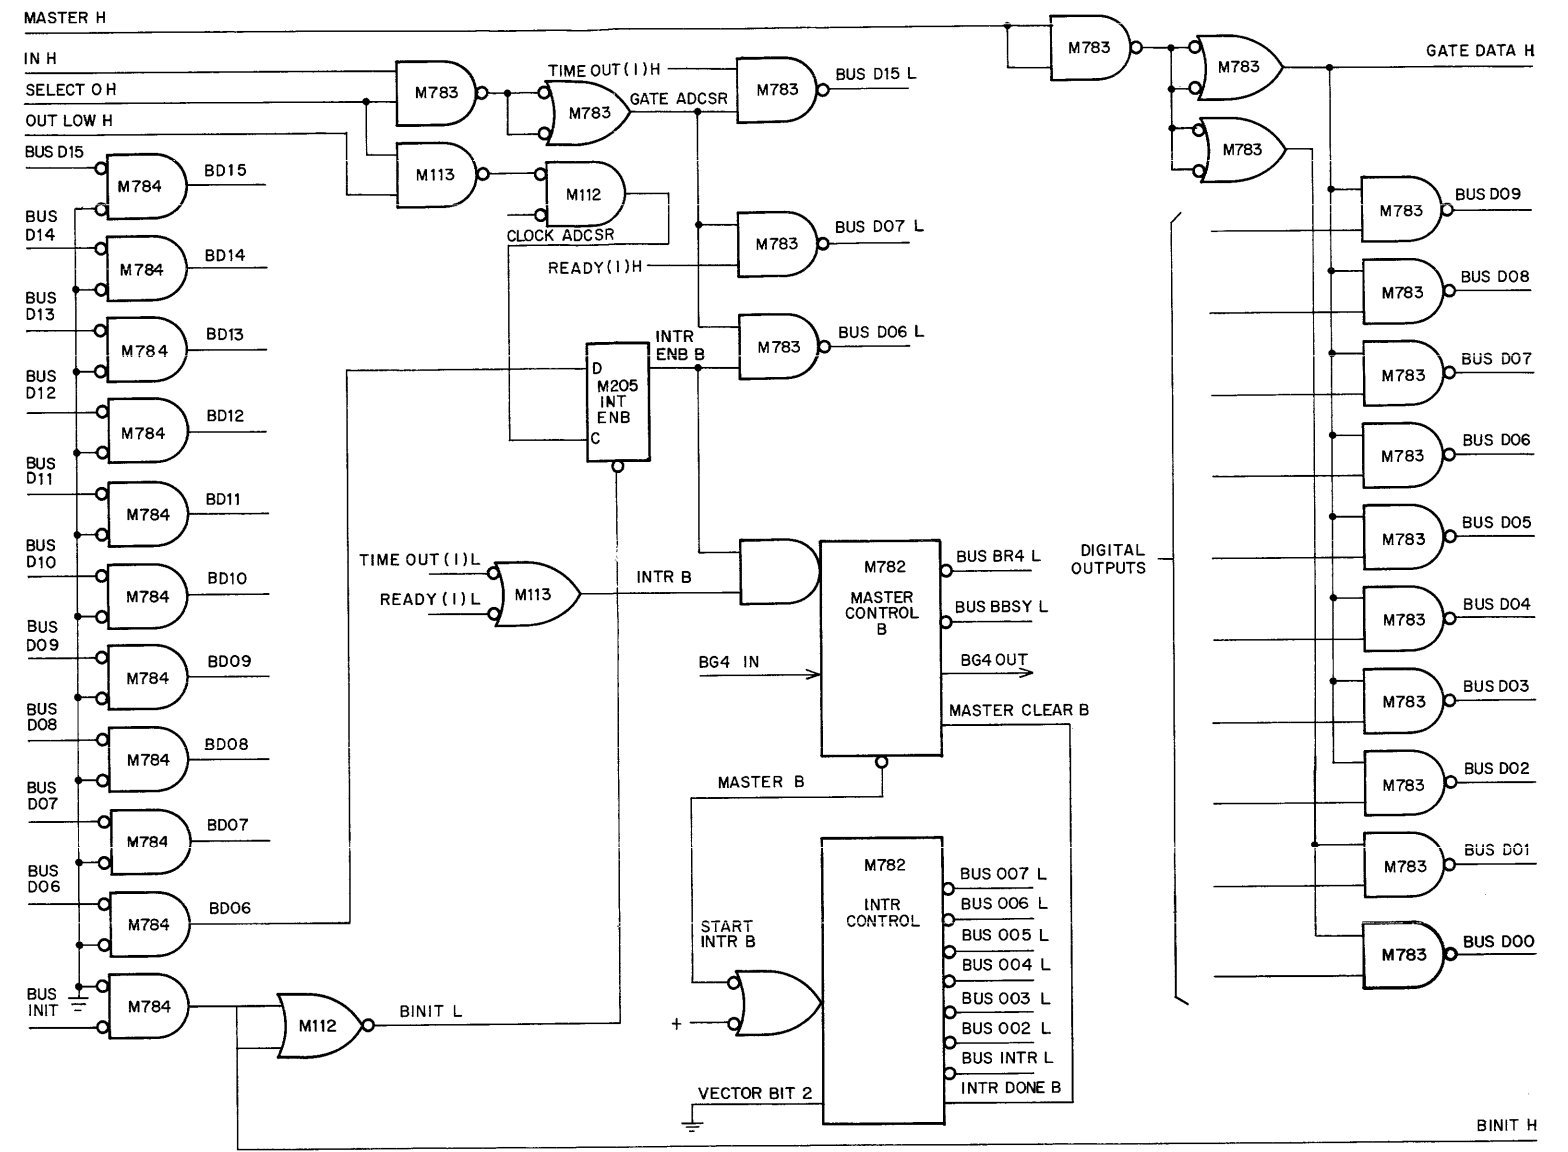 MASTER H
IN H
SELECT 0 H
OUT LOW H
BUS D15
M784
BD15
BUS
D14
M784
BD14
BUS
D13
M784
BD13
BUS
D12
M784
BD12
BUS
D11
M784
BD11
BUS
D10
M784
BD10
BUS
D09
M784
BD09
BUS
D08
M784
BD08
BUS
D07
M784
BD07
BUS
D06
M784
BD06
BUS
INIT
M784
M112
BINIT L
M783
M783
GATE ADCSR
M113
M112
CLOCK ADCSR
TIME OUT (1) H
M783
BUS D15 L
READY (1) H
M783
BUS D07 L
M783
BUS D06 L
INTR
ENB B
D
M205
INT
ENB
C
TIME OUT (1) L
READY (1) L
M113
INTR B
M782
MASTER
CONTROL
B
BUS BR4 L
BUS BBSY L
BG4 IN
BG4 OUT
MASTER CLEAR B
MASTER B
START
INTR B
+
VECTOR BIT 2
M782
INTR
CONTROL
BUS 007 L
BUS 006 L
BUS 005 L
BUS 004 L
BUS 003 L
BUS 002 L
BUS INTR L
INTR DONE B
M783
M783
GATE DATA H
M783
DIGITAL
OUTPUTS
M783
BUS D09
M783
BUS D08
M783
BUS D07
M783
BUS D06
M783
BUS D05
M783
BUS D04
M783
BUS D03
M783
BUS D02
M783
BUS D01
M783
BUS D00
BINIT H